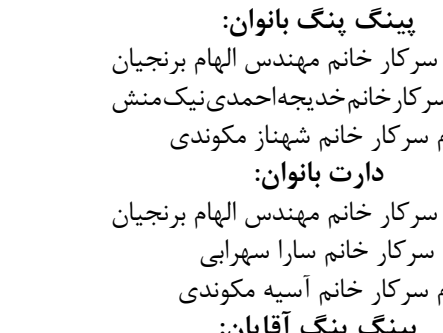 پینگ پنگ بانوان:
سرکار خانم مهندس الهام برنجیان
سرکارخانم‌خدیجه‌احمدی‌نیک‌منش
سرکار خانم شهناز مکوندی
دارت بانوان:
سرکار خانم مهندس الهام برنجیان
سرکار خانم سارا سهرابی
سرکار خانم آسیه مکوندی
پینگ پنگ آقایان: